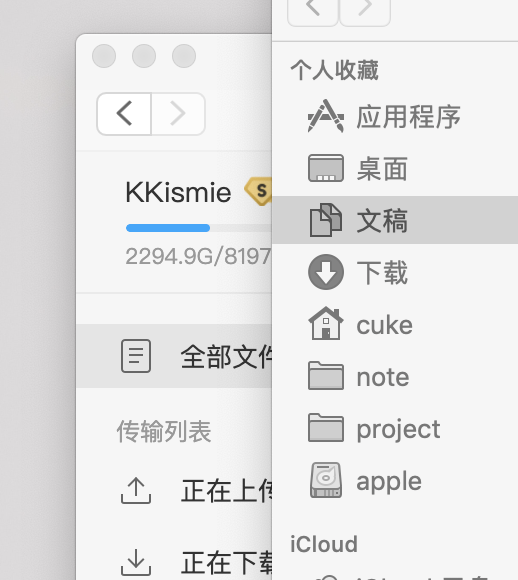 KKismie
S
2294.9G/8197
全部文件
传输列表
正在上传
正在下载
个人收藏
应用程序
桌面
文稿
下载
cuke
note
project
apple
iCloud